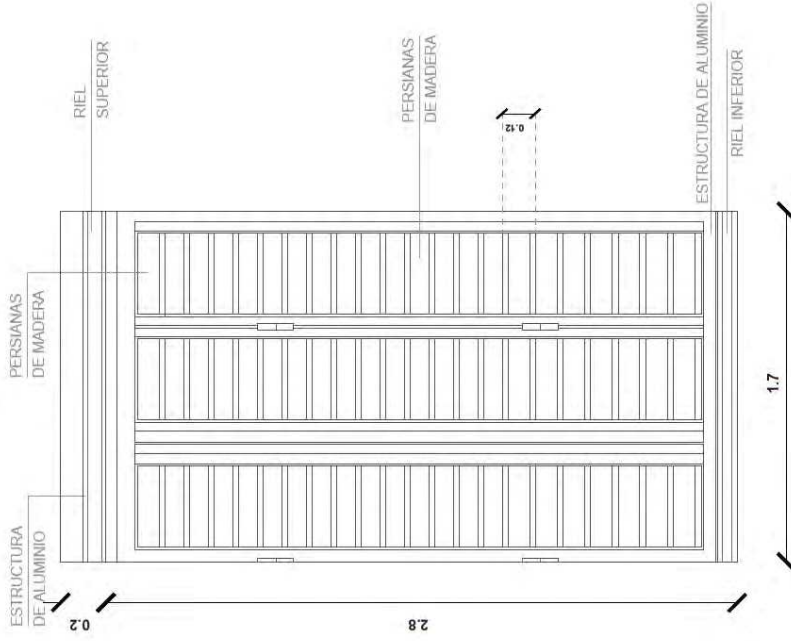 ESTRUCTURA
DE ALUMINIO
PERSIANAS
DE MADERA
RIEL
SUPERIOR
PERSIANAS
DE MADERA
0.12
ESTRUCTURA DE ALUMINIO
RIEL INFERIOR
0.2
2.8
1.7